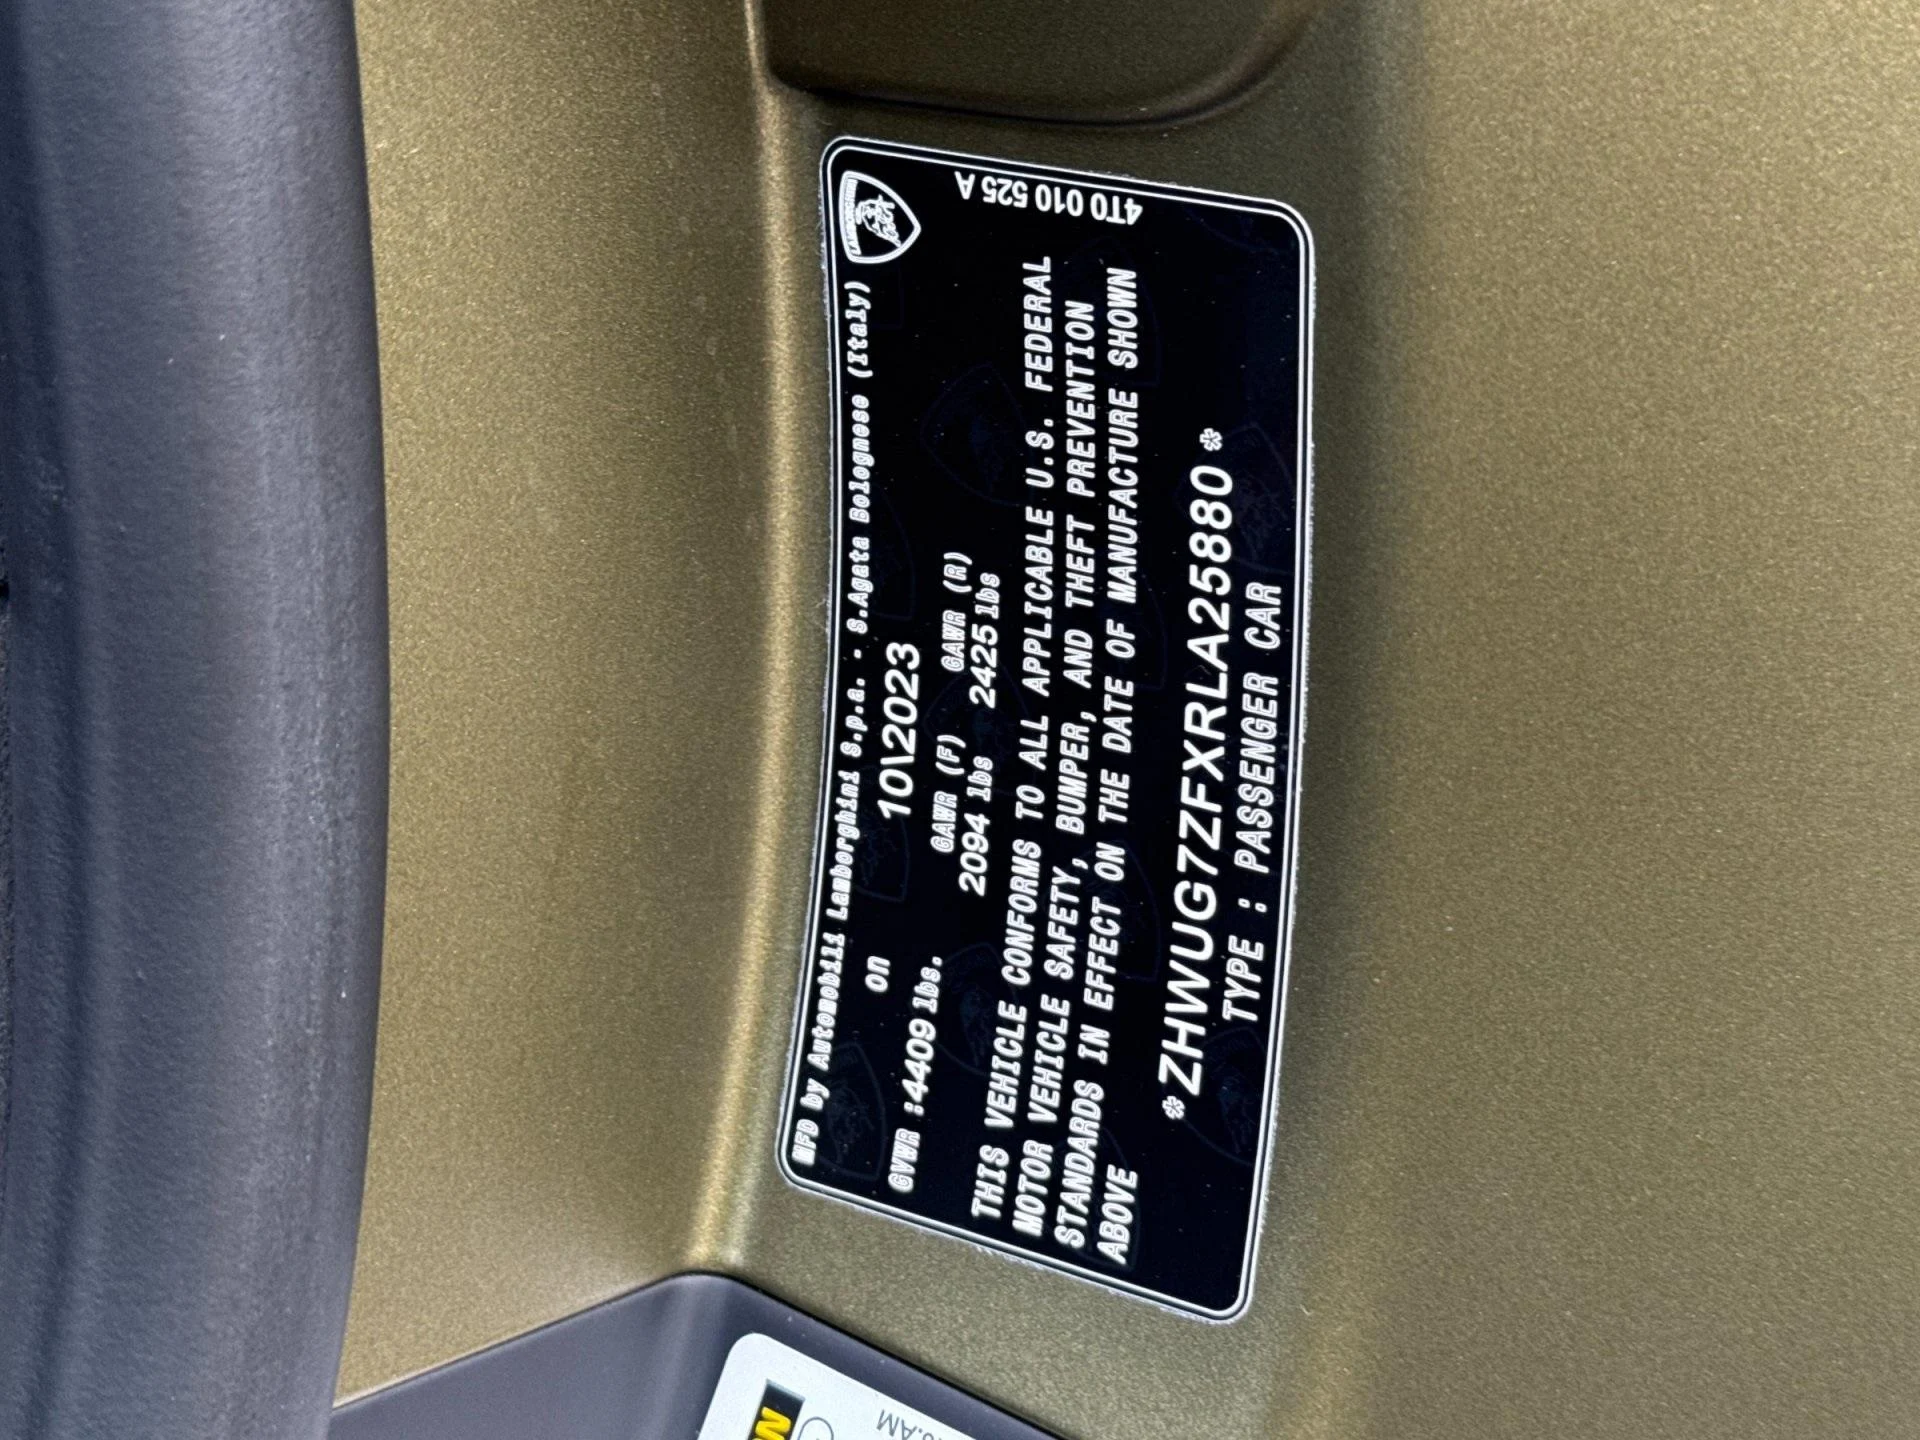 LAMBORGHINI
4T0 010 525 A
MFD by Automobili Lamborghini S.p.a. - S.Agata Bolognese (Italy)
on 10\2023
GVWR :4409 lbs. GAWR (F) GAWR (R)
2094 lbs 2425 lbs
THIS VEHICLE CONFORMS TO ALL APPLICABLE U.S. FEDERAL
MOTOR VEHICLE SAFETY, BUMPER, AND THEFT PREVENTION
STANDARDS IN EFFECT ON THE DATE OF MANUFACTURE SHOWN
ABOVE
*ZHWUG7ZFXRLA25880*
TYPE : PASSENGER CAR